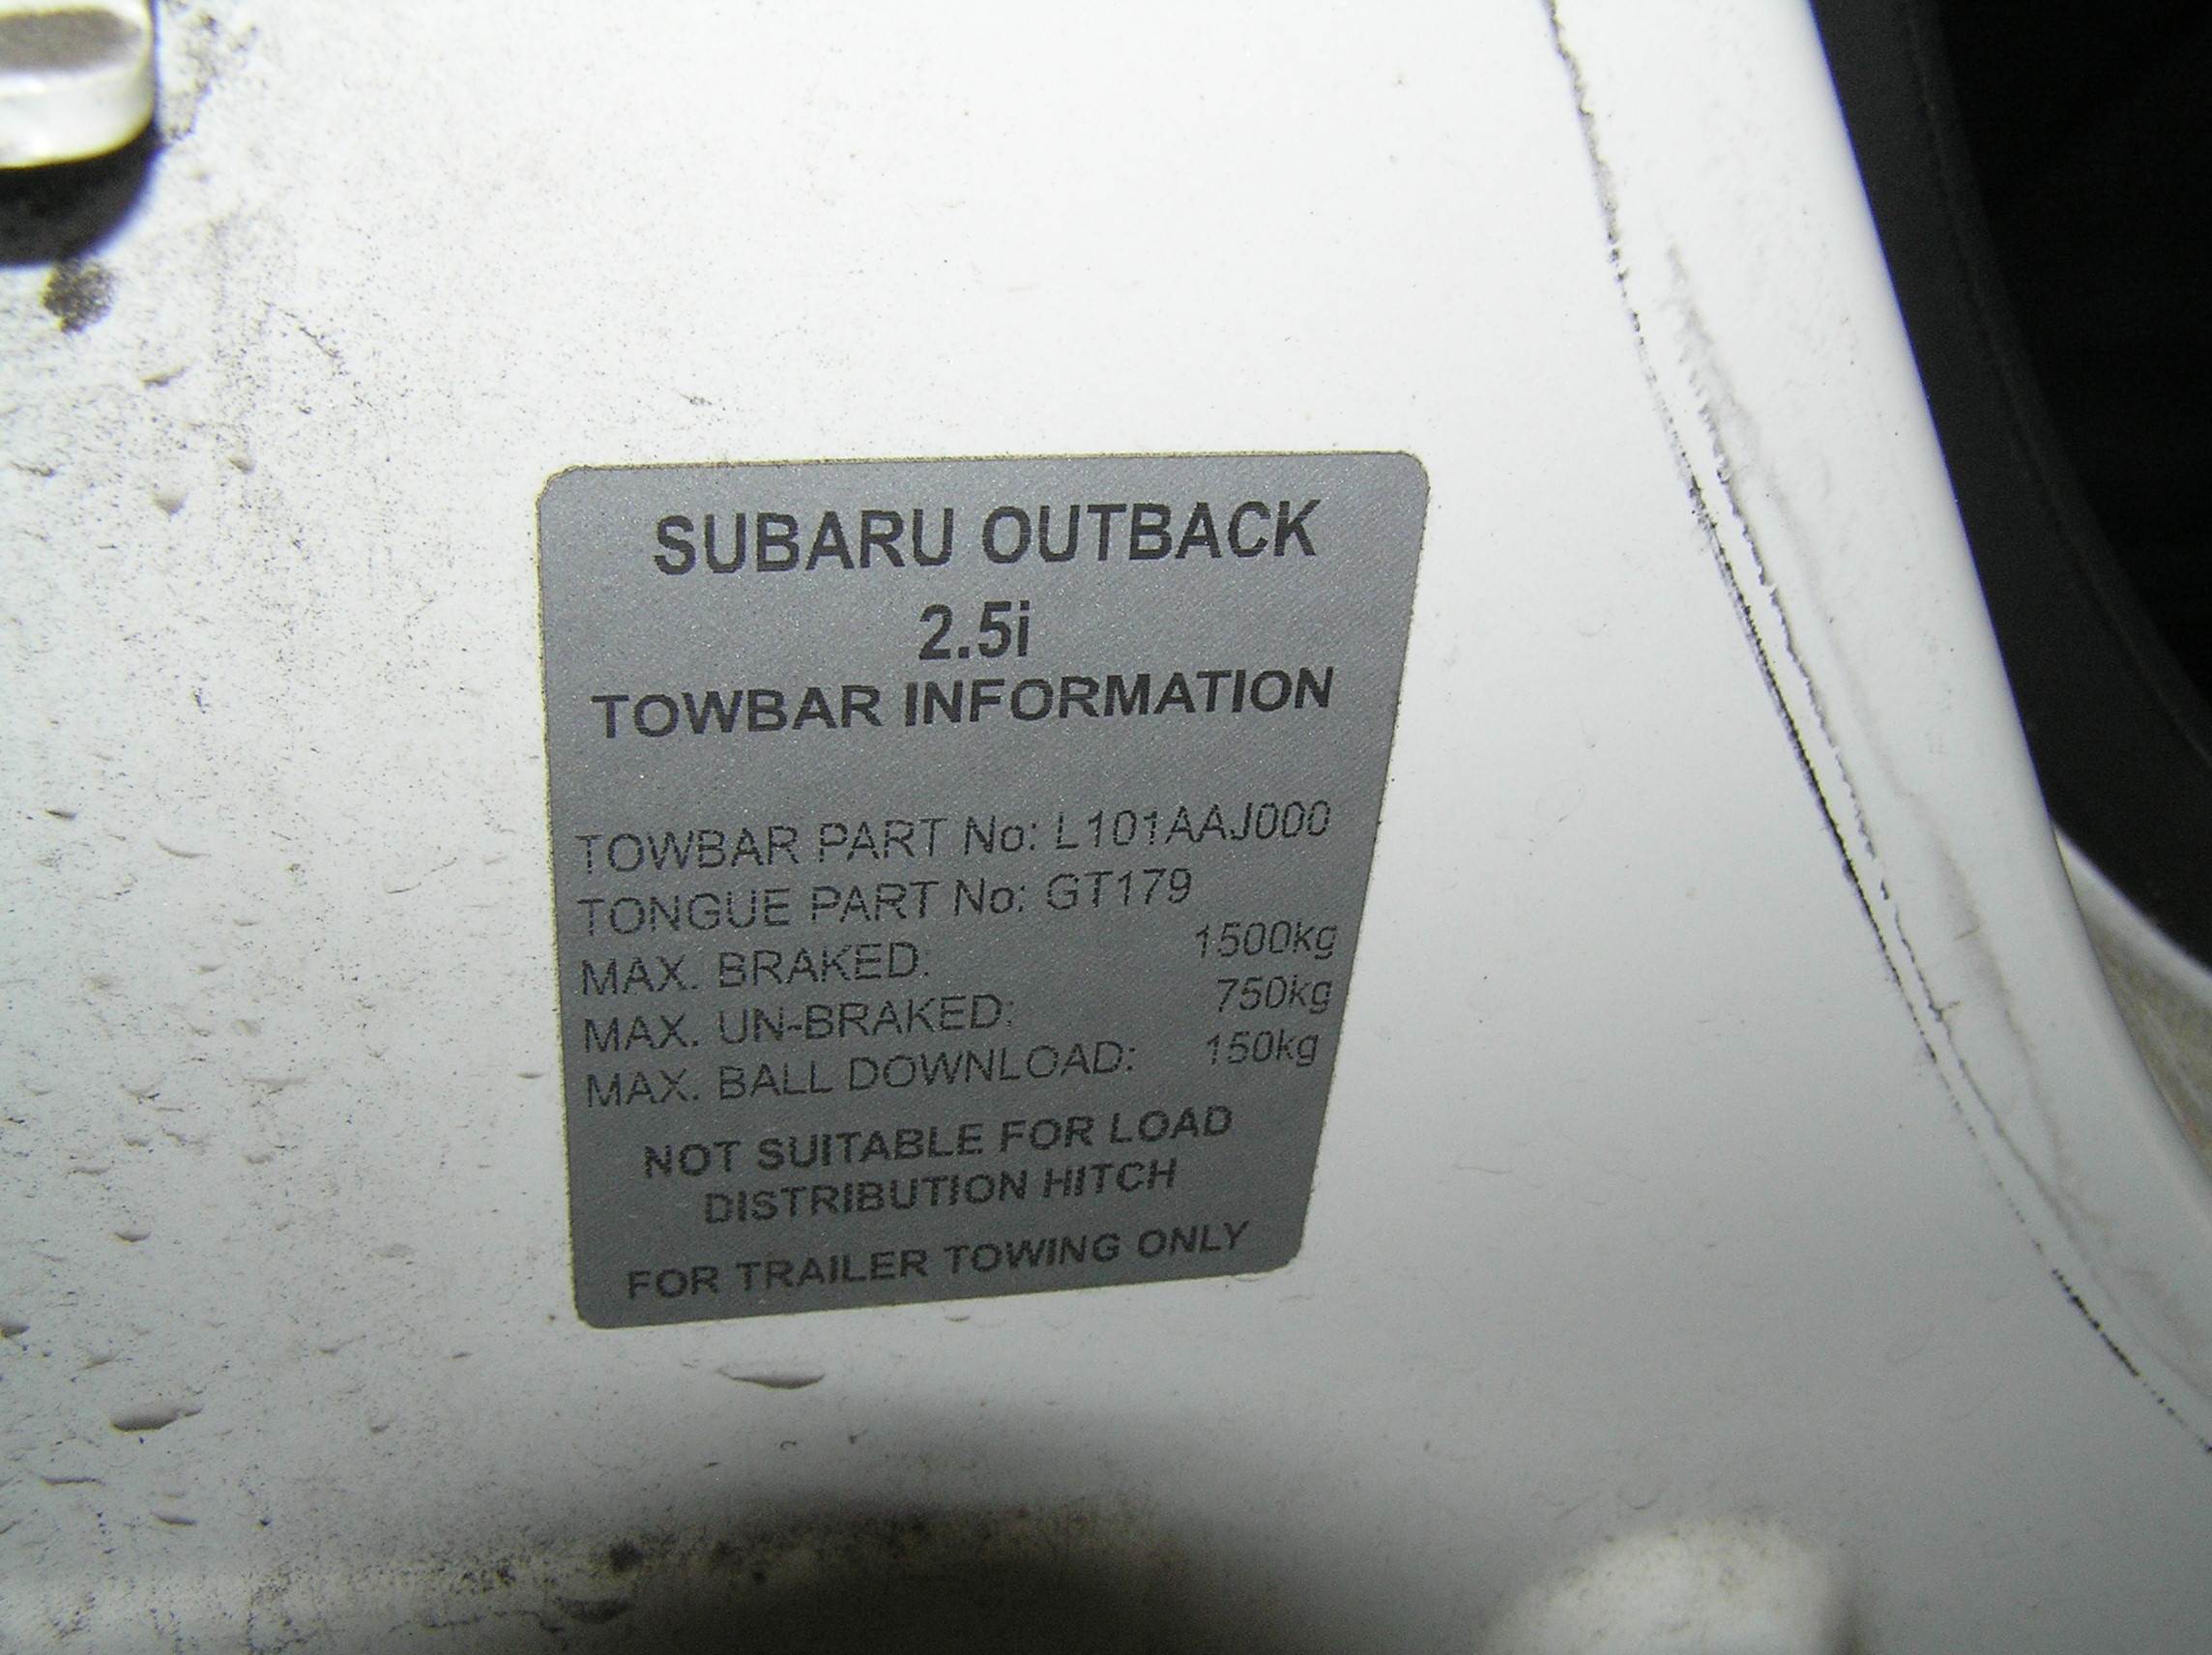 SUBARU OUTBACK
2.5i
TOWBAR INFORMATION
TOWBAR PART No: L101AAJ000
TONGUE PART No: GT179
MAX. BRAKED: 1500kg
MAX. UN-BRAKED: 750kg
MAX. BALL DOWNLOAD: 150kg
NOT SUITABLE FOR LOAD
DISTRIBUTION HITCH
FOR TRAILER TOWING ONLY